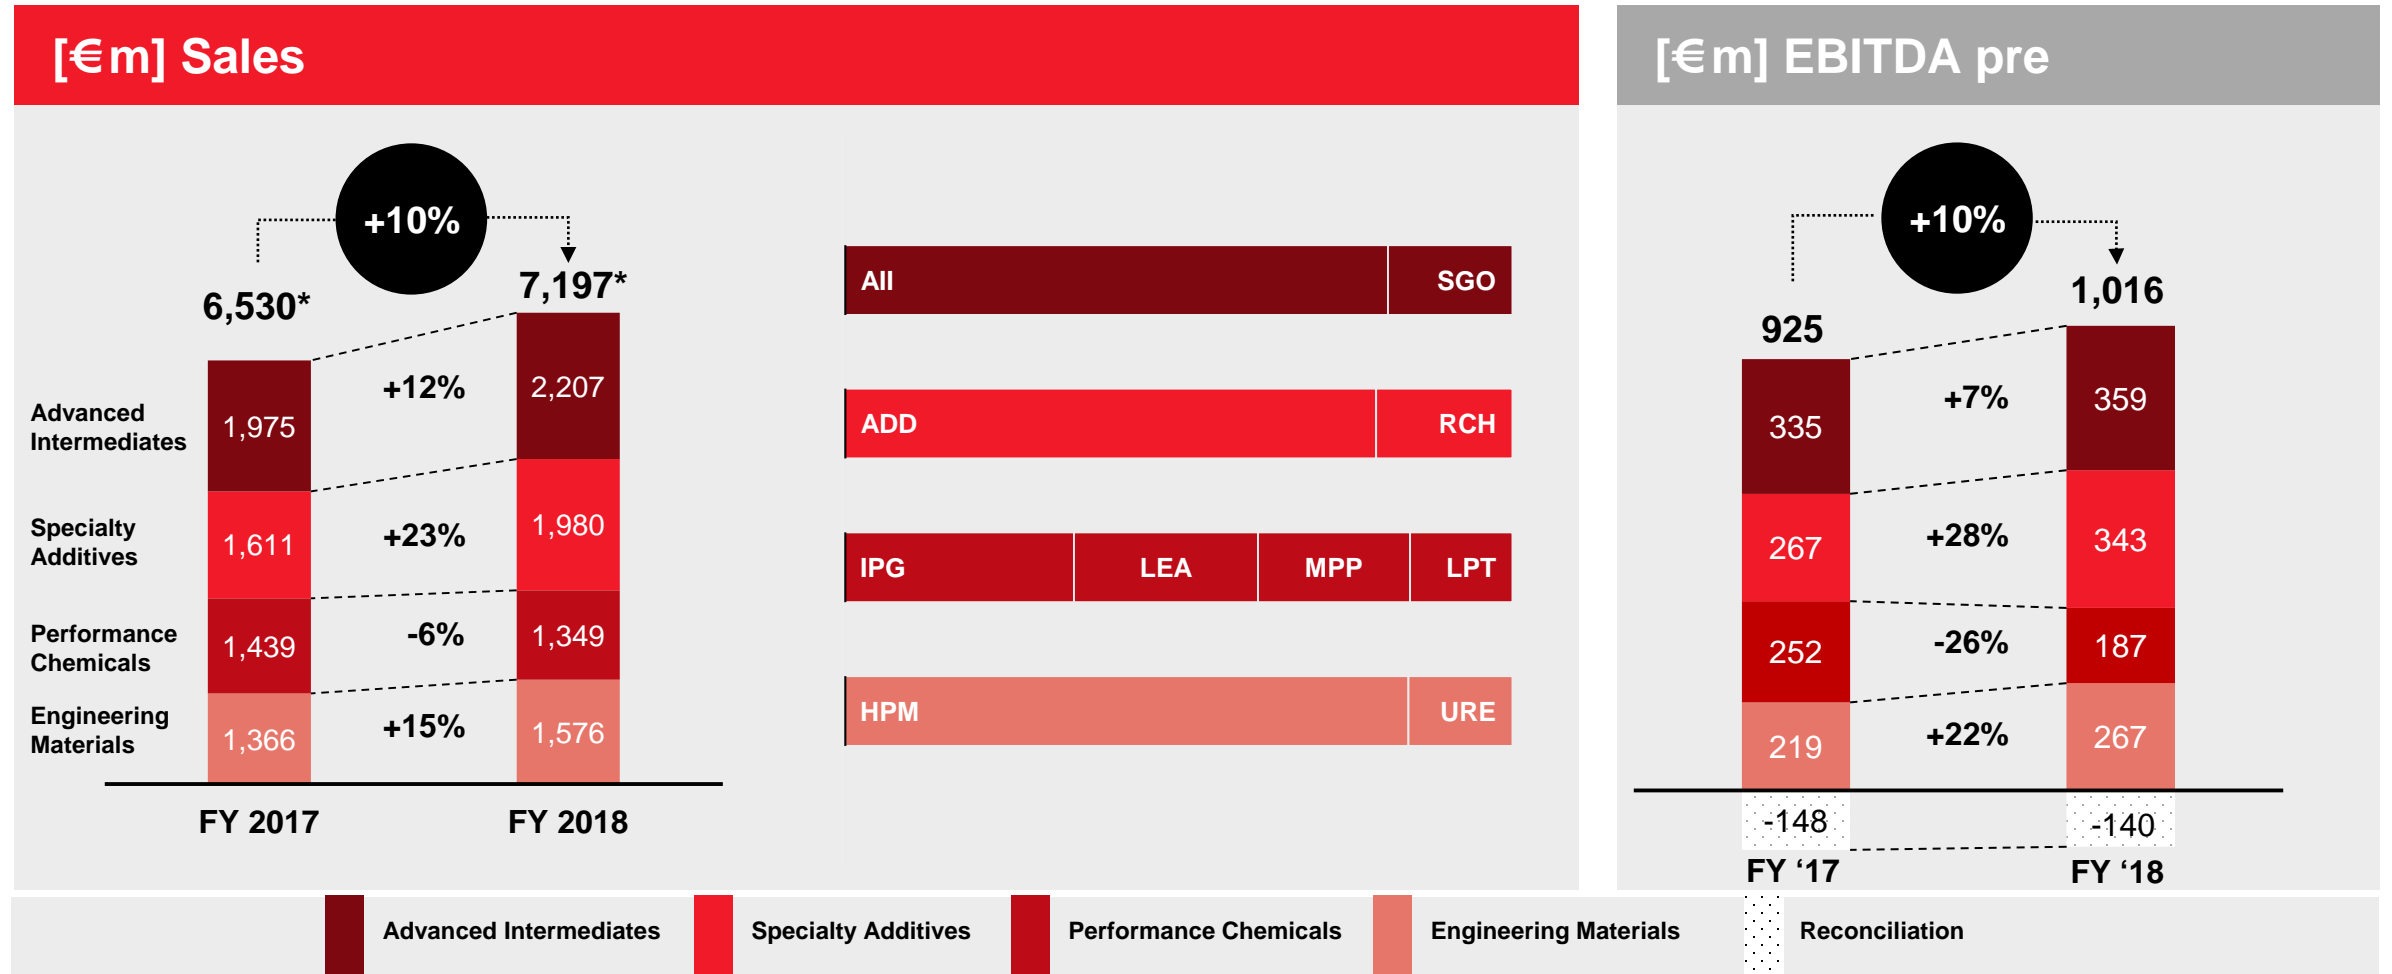 [€m] Sales
+10%
6,530*
7,197*
Advanced
Intermediates
1,975
+12%
2,207
Specialty
Additives
1,611
+23%
1,980
Performance
Chemicals
1,439
-6%
1,349
Engineering
Materials
1,366
+15%
1,576
FY 2017
FY 2018
AII
SGO
ADD
RCH
IPG
LEA
MPP
LPT
HPM
URE
[€m] EBITDA pre
+10%
925
1,016
335
+7%
359
267
+28%
343
252
-26%
187
219
+22%
267
-148
-140
FY ‘17
FY ‘18
Advanced Intermediates
Specialty Additives
Performance Chemicals
Engineering Materials
Reconciliation